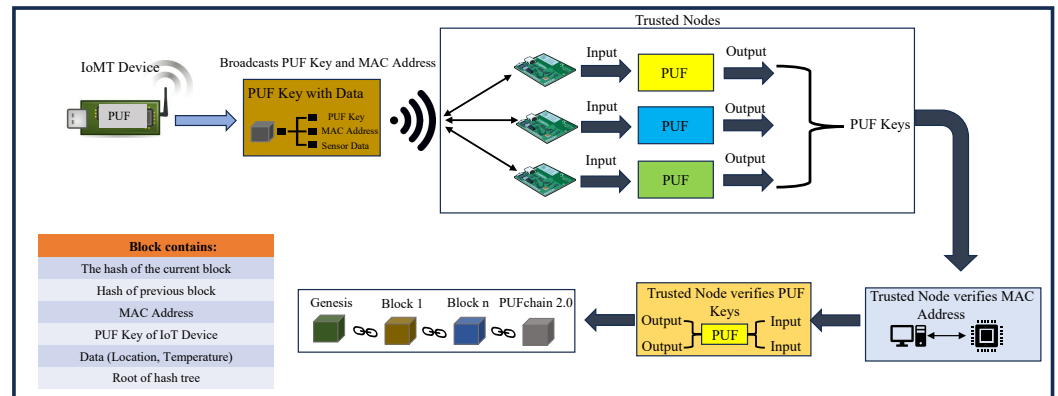 Trusted Nodes
IoMT Device
PUF
Broadcasts PUF Key and MAC Address
PUF Key with Data
PUF Key
MAC Address
Sensor Data
Input
PUF
Output
Input
PUF
Output
Input
PUF
Output
PUF Keys
Trusted Node verifies MAC
Address
Trusted Node verifies PUF
Keys
Output
Output
PUF
Input
Input
Genesis
Block 1
Block n
PUFchain 2.0
Block contains:
The hash of the current block
Hash of previous block
MAC Address
PUF Key of IoT Device
Data (Location, Temperature)
Root of hash tree